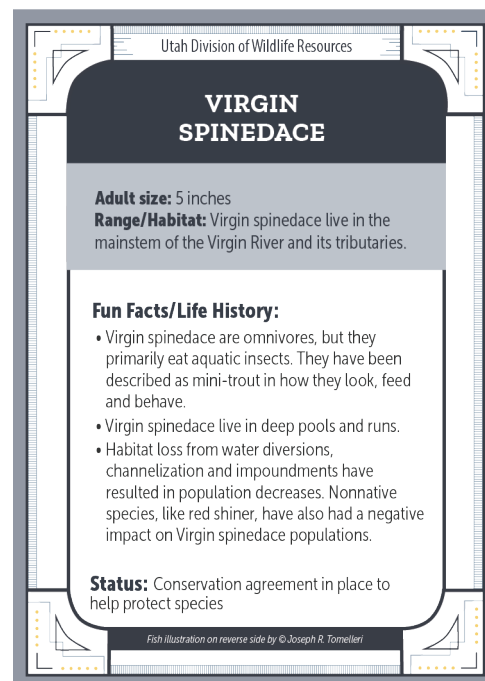 Utah Division of Wildlife Resources
VIRGIN
SPINEDACE
Adult size: 5 inches
Range/Habitat: Virgin spinedace live in the
mainstem of the Virgin River and its tributaries.
Fun Facts/Life History:
• Virgin spinedace are omnivores, but they
primarily eat aquatic insects. They have been
described as mini-trout in how they look, feed
and behave.
• Virgin spinedace live in deep pools and runs.
• Habitat loss from water diversions,
channelization and impoundments have
resulted in population decreases. Nonnative
species, like red shiner, have also had a negative
impact on Virgin spinedace populations.
Status: Conservation agreement in place to
help protect species
Fish illustration on reverse side by © Joseph R. Tomelleri